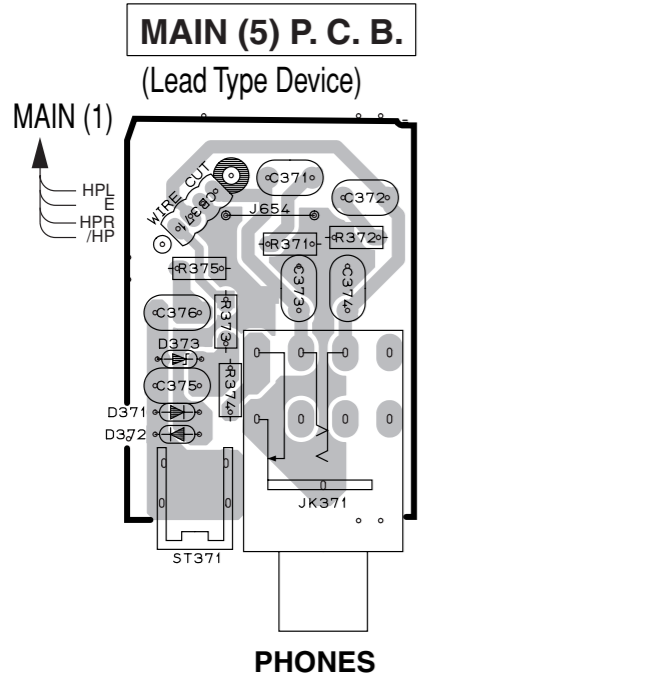 MAIN (5) P. C. B.
(Lead Type Device)
MAIN (1)
HPL
E
HPR
/HP
WIRE CUT
CB371
C371
C372
J654
R371
R372
R375
C373
C374
C376
R373
D373
C375
R374
D371
D372
JK371
ST371
PHONES